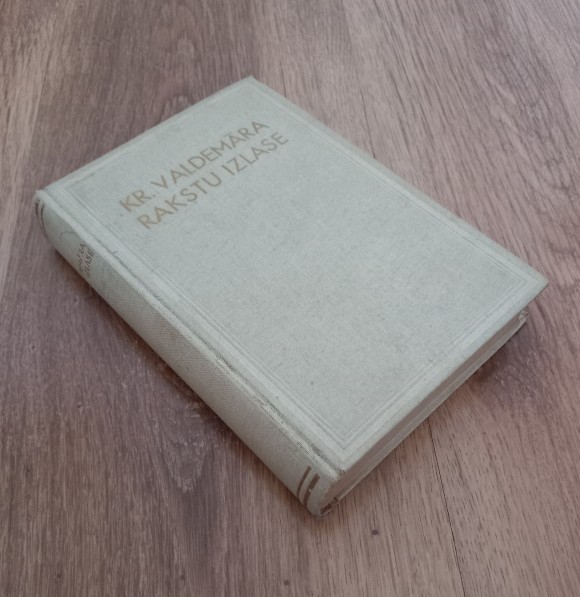 KR. VALDEMĀRA
RAKSTU IZLASE